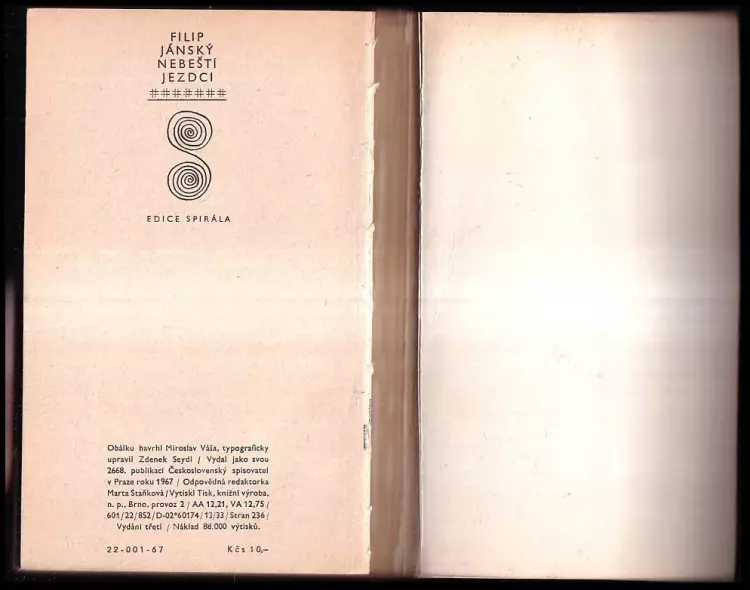 FILIP
JÁNSKÝ
NEBEŠTÍ
JEZDCI
#######
EDICE SPIRÁLA
Obálku havrhl Miroslav Váša, typograficky
upravil Zdenek Seydl / Vydal jako svou
2668. publikaci Československý spisovatel
v Praze roku 1967 / Odpovědná redaktorka
Marta Staňková / Vytiskl Tisk, knižní výroba,
n. p., Brno, provoz 2 / AA 12,21, VA 12,75 /
601/22/852/D-02*60174/13/33/ Stran 236 /
Vydání třetí / Náklad 88.000 výtisků.
22-001-67 Kčs 10,–